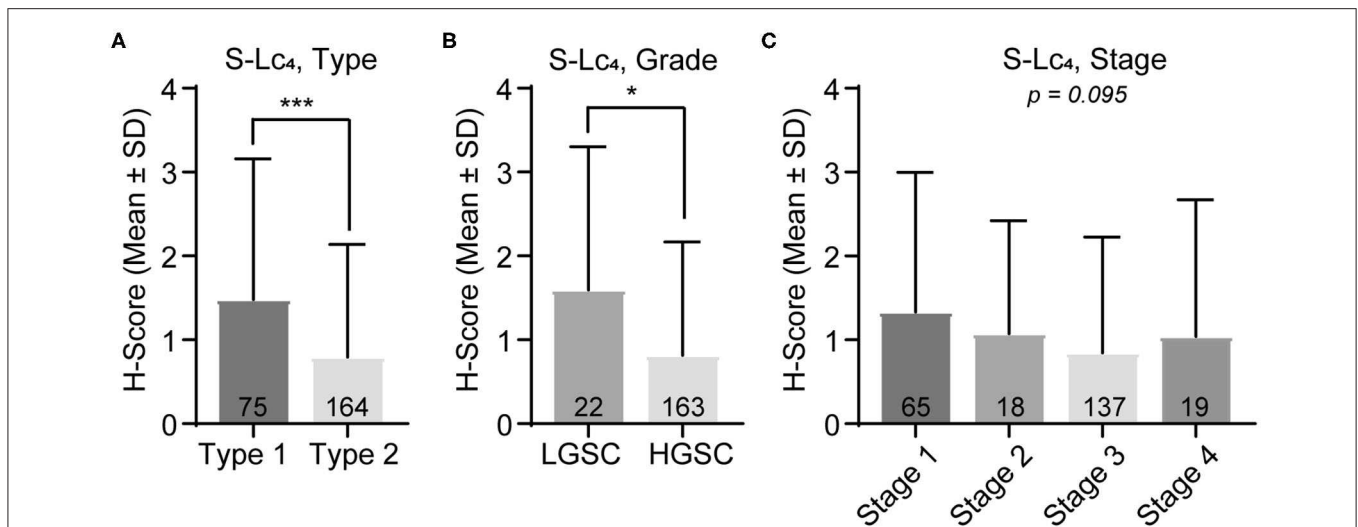 A
S-Lc₄, Type
H-Score (Mean ± SD)
4
3
2
1
0
***
75
164
Type 1
Type 2
B
S-Lc₄, Grade
H-Score (Mean ± SD)
4
3
2
1
0
*
22
163
LGSC
HGSC
C
S-Lc₄, Stage
p = 0.095
H-Score (Mean ± SD)
4
3
2
1
0
65
18
137
19
Stage 1
Stage 2
Stage 3
Stage 4